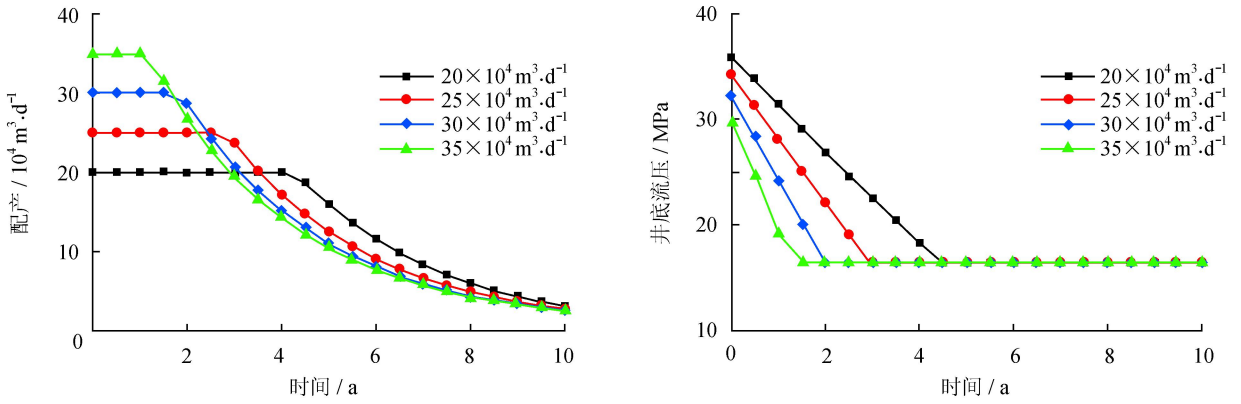 40
30
20
10
0
配产 / 10⁴ m³·d⁻¹
20×10⁴ m³·d⁻¹
25×10⁴ m³·d⁻¹
30×10⁴ m³·d⁻¹
35×10⁴ m³·d⁻¹
2 4 6 8 10
时间 / a
40
30
20
10
井底流压 / MPa
20×10⁴ m³·d⁻¹
25×10⁴ m³·d⁻¹
30×10⁴ m³·d⁻¹
35×10⁴ m³·d⁻¹
0 2 4 6 8 10
时间 / a